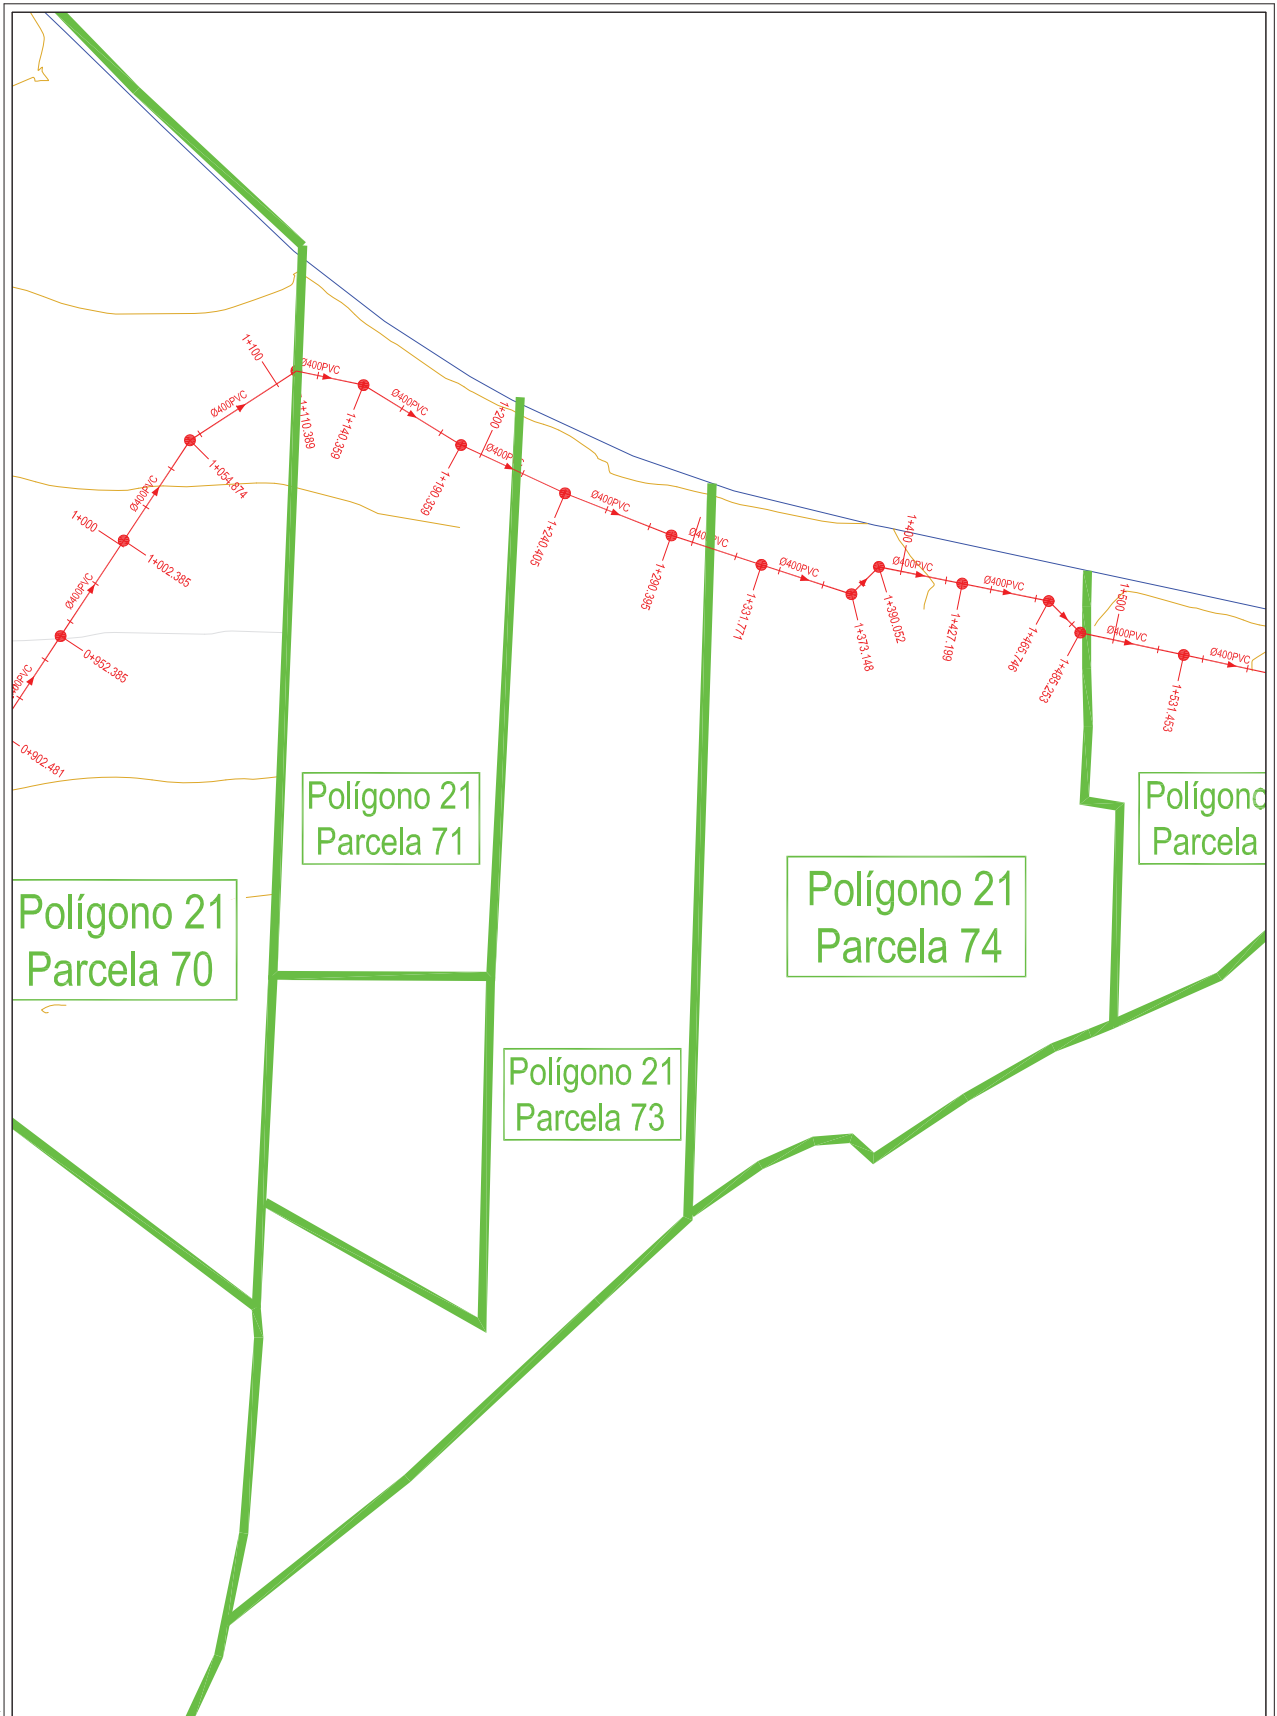 1+100
Ø400PVC
Ø400PVC
1+110.389
1+140.359
Ø400PVC
1+200
Ø400PVC
1+190.359
Ø400PVC
1+054.874
Ø400PVC
1+000
1+002.385
Ø400PVC
0+952.385
0+902.481
1+240.405
Ø400PVC
1+290.395
1+331.771
Ø400PVC
1+373.148
1+390.052
1+400
Ø400PVC
1+427.199
Ø400PVC
1+465.746
1+485.253
1+500
Ø400PVC
1+531.453
Ø400PVC
Polígono 21
Parcela 71
Polígono
Parcela
Polígono 21
Parcela 74
Polígono 21
Parcela 70
Polígono 21
Parcela 73